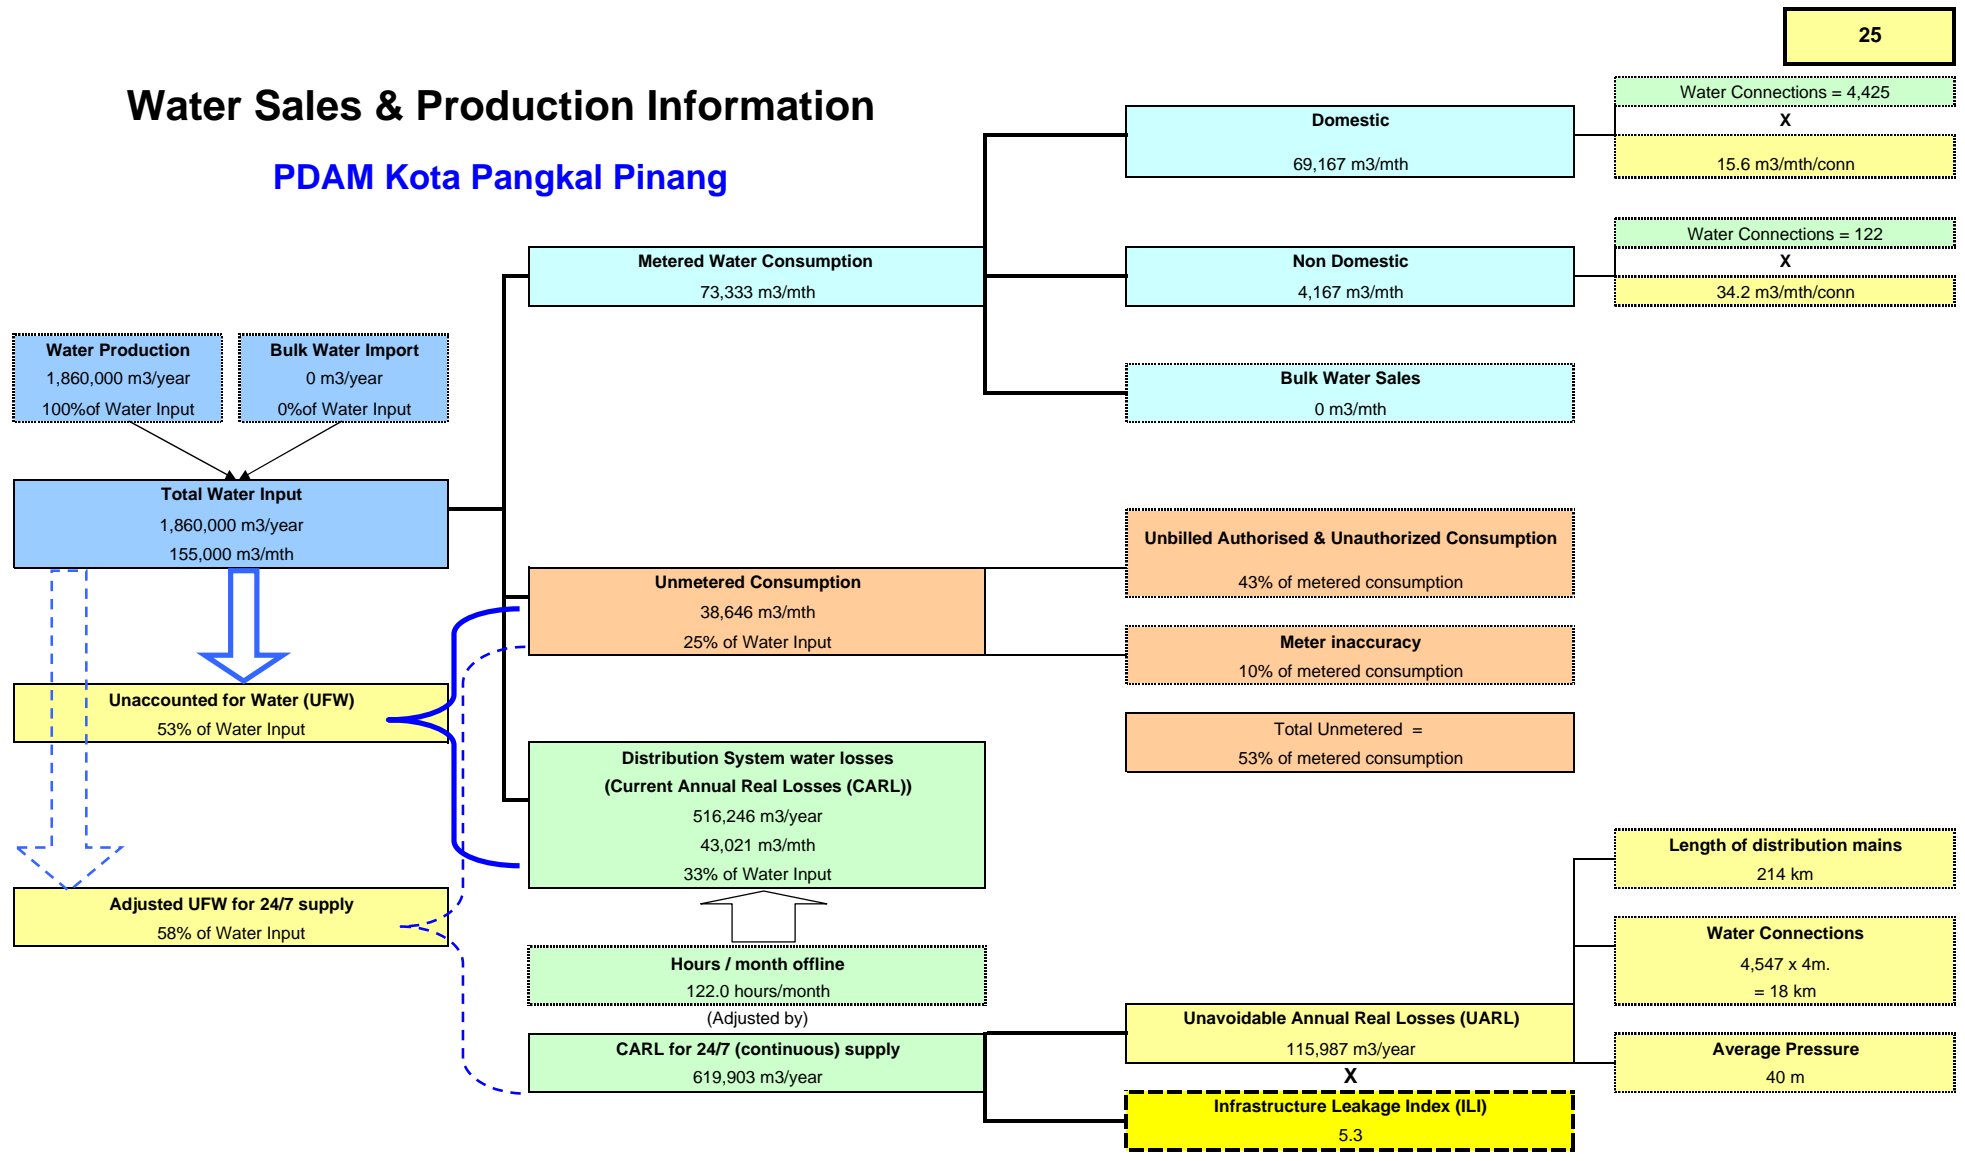 25
Water Sales & Production Information
PDAM Kota Pangkal Pinang
Water Connections = 4,425
X
15.6 m3/mth/conn
Domestic
69,167 m3/mth
Water Connections = 122
X
34.2 m3/mth/conn
Metered Water Consumption
73,333 m3/mth
Non Domestic
4,167 m3/mth
Water Production
1,860,000 m3/year
100%of Water Input
Bulk Water Import
0 m3/year
0%of Water Input
Bulk Water Sales
0 m3/mth
Total Water Input
1,860,000 m3/year
155,000 m3/mth
Unbilled Authorised & Unauthorized Consumption
43% of metered consumption
Unmetered Consumption
38,646 m3/mth
25% of Water Input
Meter inaccuracy
10% of metered consumption
Unaccounted for Water (UFW)
53% of Water Input
Total Unmetered =
53% of metered consumption
Distribution System water losses
(Current Annual Real Losses (CARL))
516,246 m3/year
43,021 m3/mth
33% of Water Input
Length of distribution mains
214 km
Adjusted UFW for 24/7 supply
58% of Water Input
Water Connections
4,547 x 4m.
= 18 km
Hours / month offline
122.0 hours/month
(Adjusted by)
CARL for 24/7 (continuous) supply
619,903 m3/year
Unavoidable Annual Real Losses (UARL)
115,987 m3/year
X
Average Pressure
40 m
Infrastructure Leakage Index (ILI)
5.3